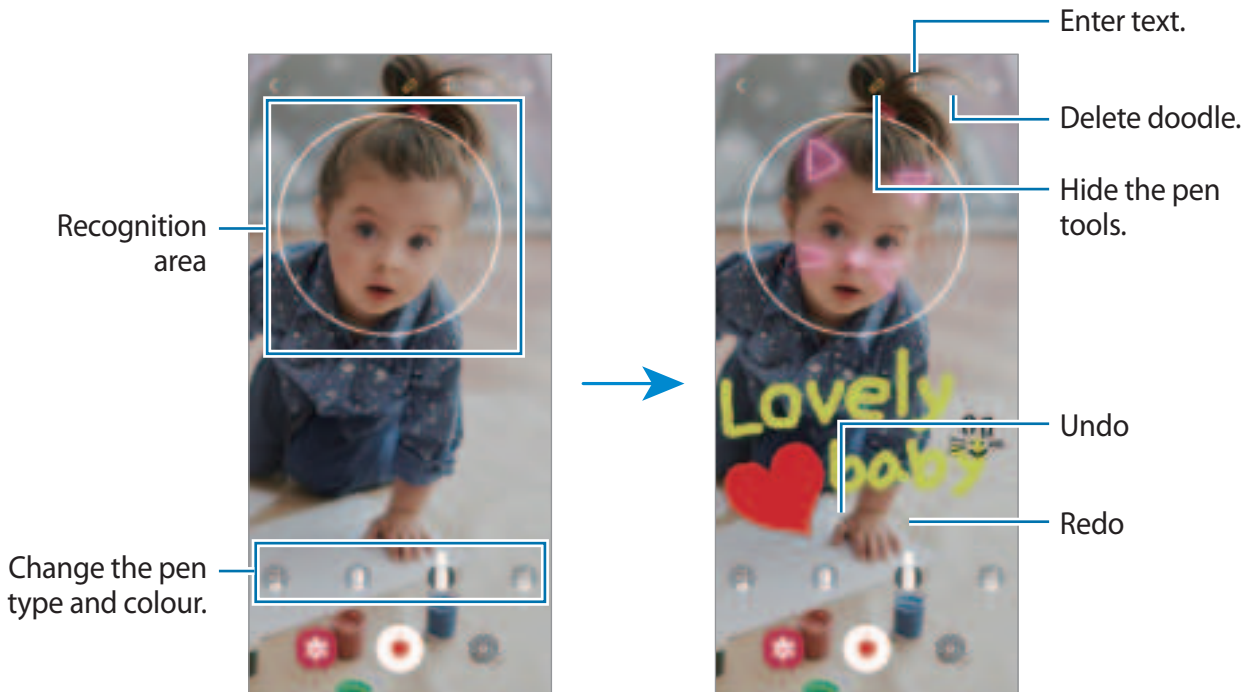 Enter text.
Delete doodle.
Hide the pen
tools.
Recognition
area
Lovely
baby
Undo
Redo
Change the pen
type and colour.